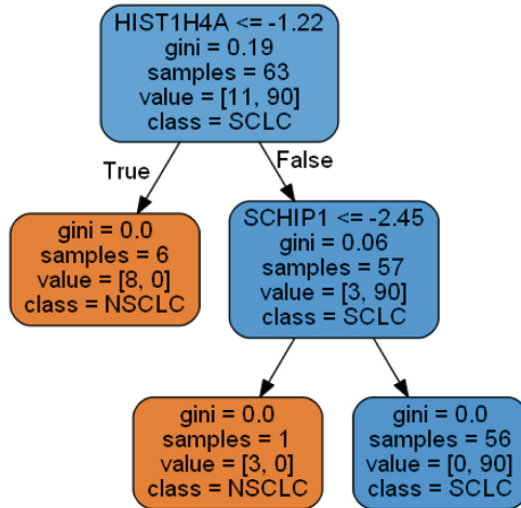 HIST1H4A <= -1.22
gini = 0.19
samples = 63
value = [11, 90]
class = SCLC
True
False
gini = 0.0
samples = 6
value = [8, 0]
class = NSCLC
SCHIP1 <= -2.45
gini = 0.06
samples = 57
value = [3, 90]
class = SCLC
gini = 0.0
samples = 1
value = [3, 0]
class = NSCLC
gini = 0.0
samples = 56
value = [0, 90]
class = SCLC